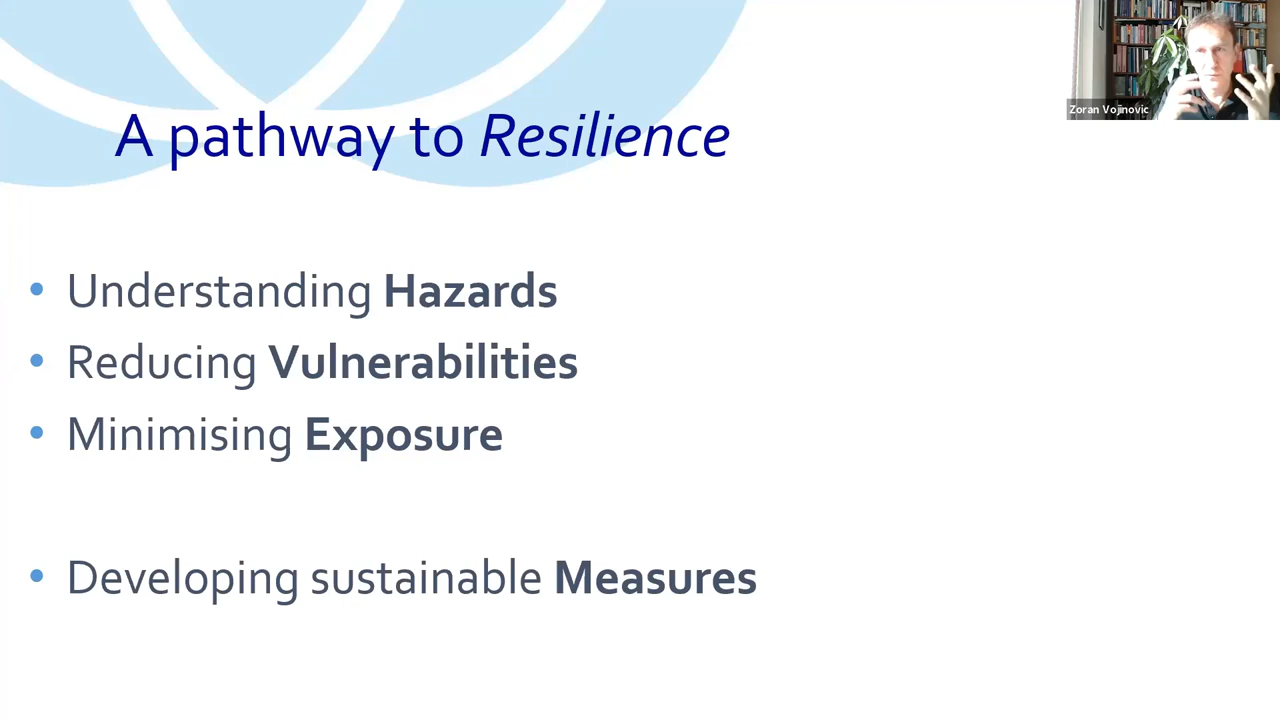 Zoran Vojinovic
A pathway to Resilience
• Understanding Hazards
• Reducing Vulnerabilities
• Minimising Exposure
• Developing sustainable Measures